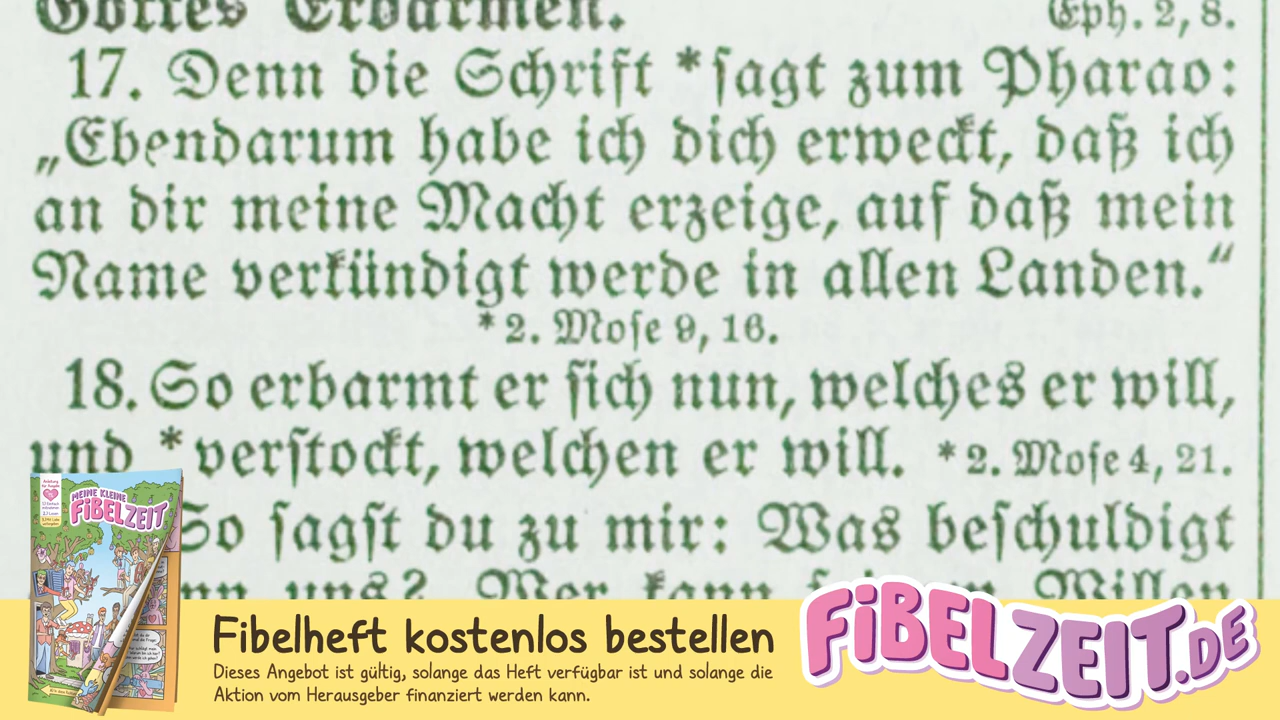 Gottes Erbarmen. Eph. 2, 8.
17. Denn die Schrift *sagt zum Pharao:
„Ebendarum habe ich dich erweckt, daß ich
an dir meine Macht erzeige, auf daß mein
Name verkündigt werde in allen Landen.“
*2. Mose 9, 16.
18. So erbarmt er sich nun, welches er will,
und *verstockt, welchen er will. *2. Mose 4, 21.
So sagst du zu mir: Was beschuldigt
uns? Wer kann Willen
MEINE KLEINE
FIBELZEIT
Fibelheft kostenlos bestellen
Dieses Angebot ist gültig, solange das Heft verfügbar ist und solange die
Aktion vom Herausgeber finanziert werden kann.
FIBELZEIT.DE